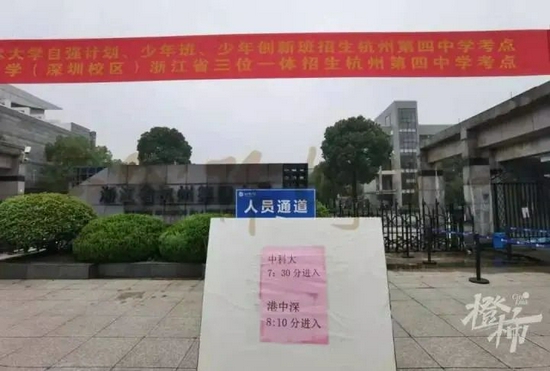 大学自强计划、少年班、少年创新班招生杭州第四中学考点
学（深圳校区）浙江省三位一体招生杭州第四中学考点
人员通道
中科大
7：30分进入
港中深
8:10分进入
橙柿